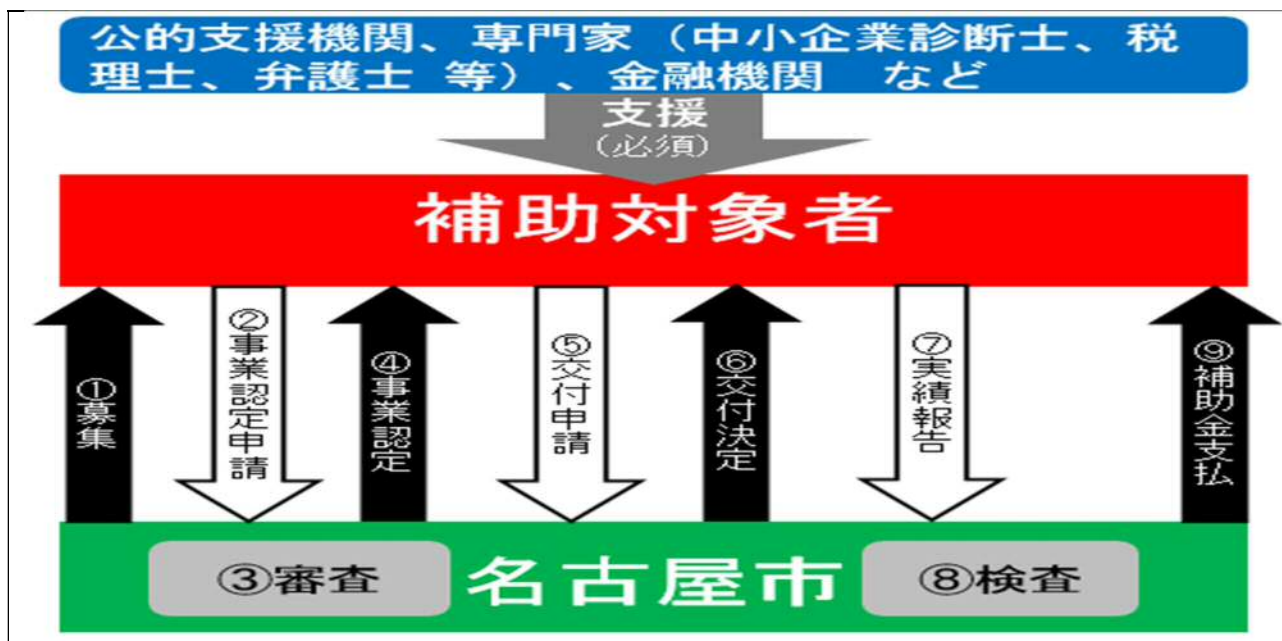 公的支援機関、専門家（中小企業診断士、税
理士、弁護士 等）、金融機関 など
支援
（必須）
補助対象者
①募集
②事業認定申請
④事業認定
⑤交付申請
⑥交付決定
⑦実績報告
⑨補助金支払
③審査
名古屋市
⑧検査